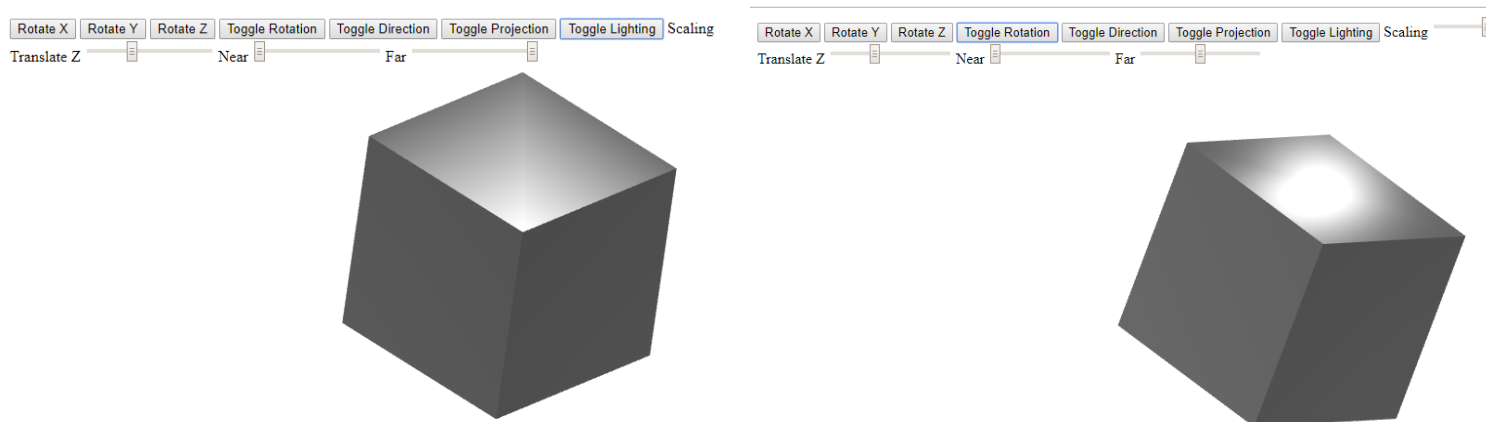 Rotate X Rotate Y Rotate Z Toggle Rotation Toggle Direction Toggle Projection Toggle Lighting Scaling
Translate Z Near Far
Rotate X Rotate Y Rotate Z Toggle Rotation Toggle Direction Toggle Projection Toggle Lighting Scaling
Translate Z Near Far